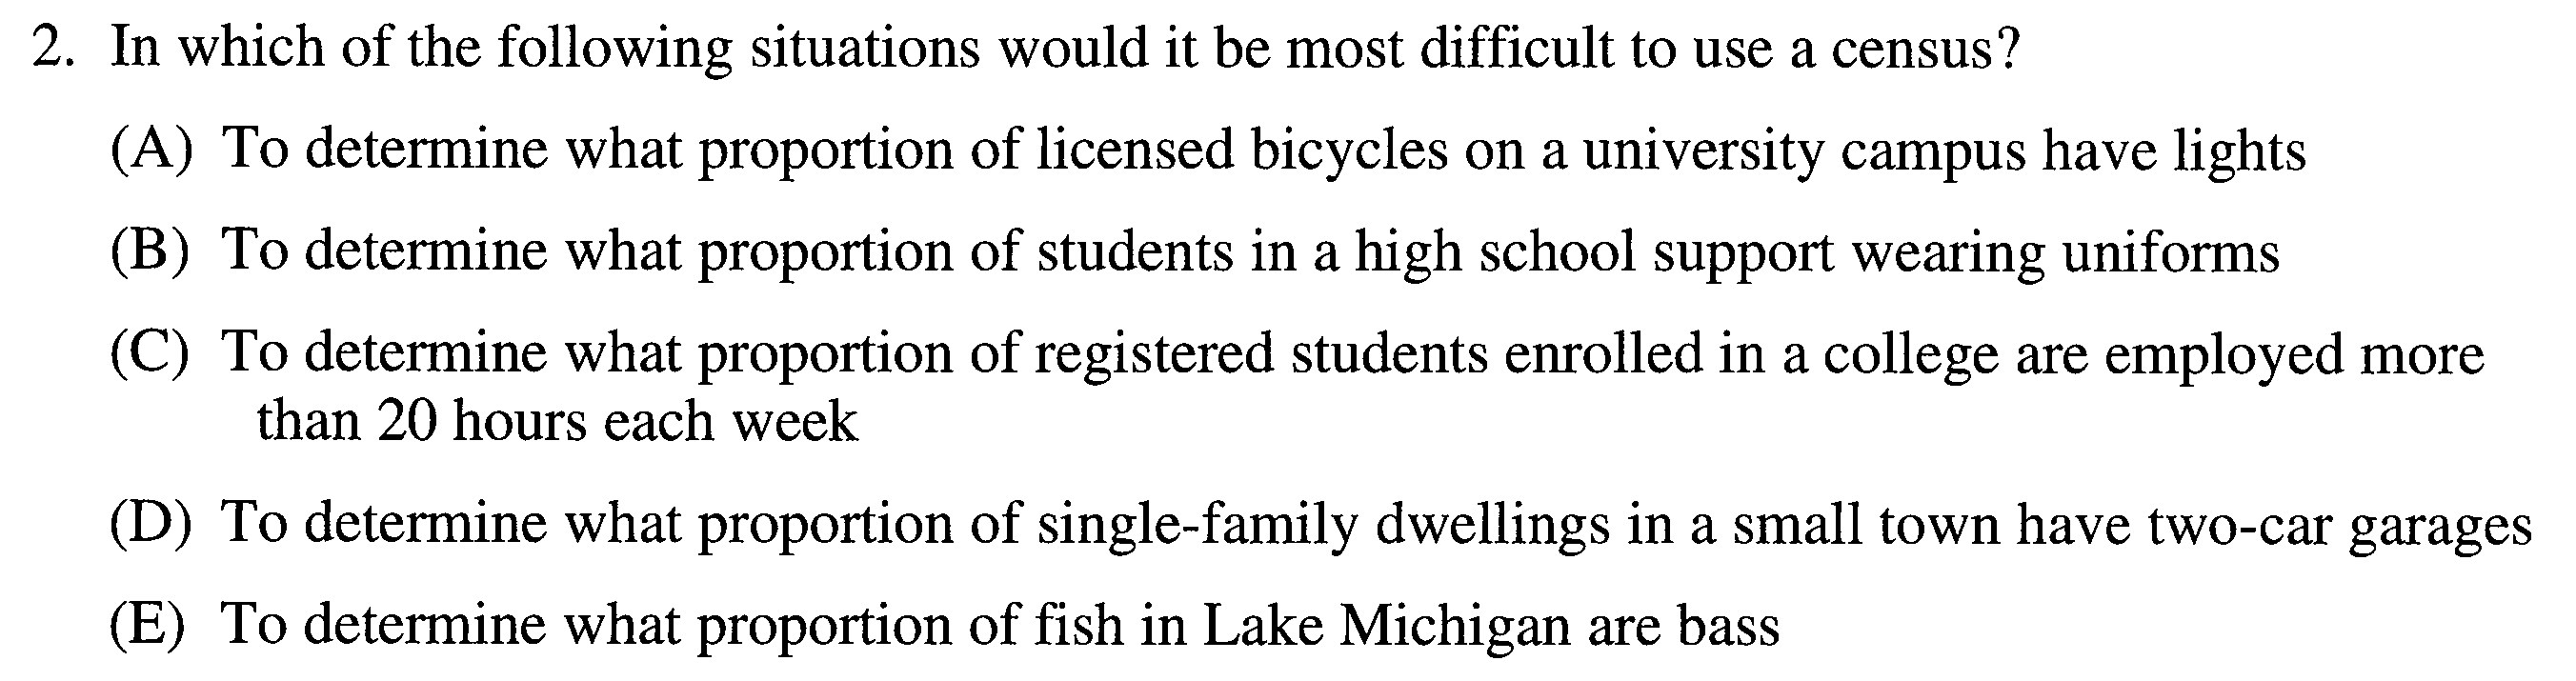 2. In which of the following situations would it be most difficult to use a census?
(A) To determine what proportion of licensed bicycles on a university campus have lights
(B) To determine what proportion of students in a high school support wearing uniforms
(C) To determine what proportion of registered students enrolled in a college are employed more
than 20 hours each week
(D) To determine what proportion of single-family dwellings in a small town have two-car garages
(E) To determine what proportion of fish in Lake Michigan are bass